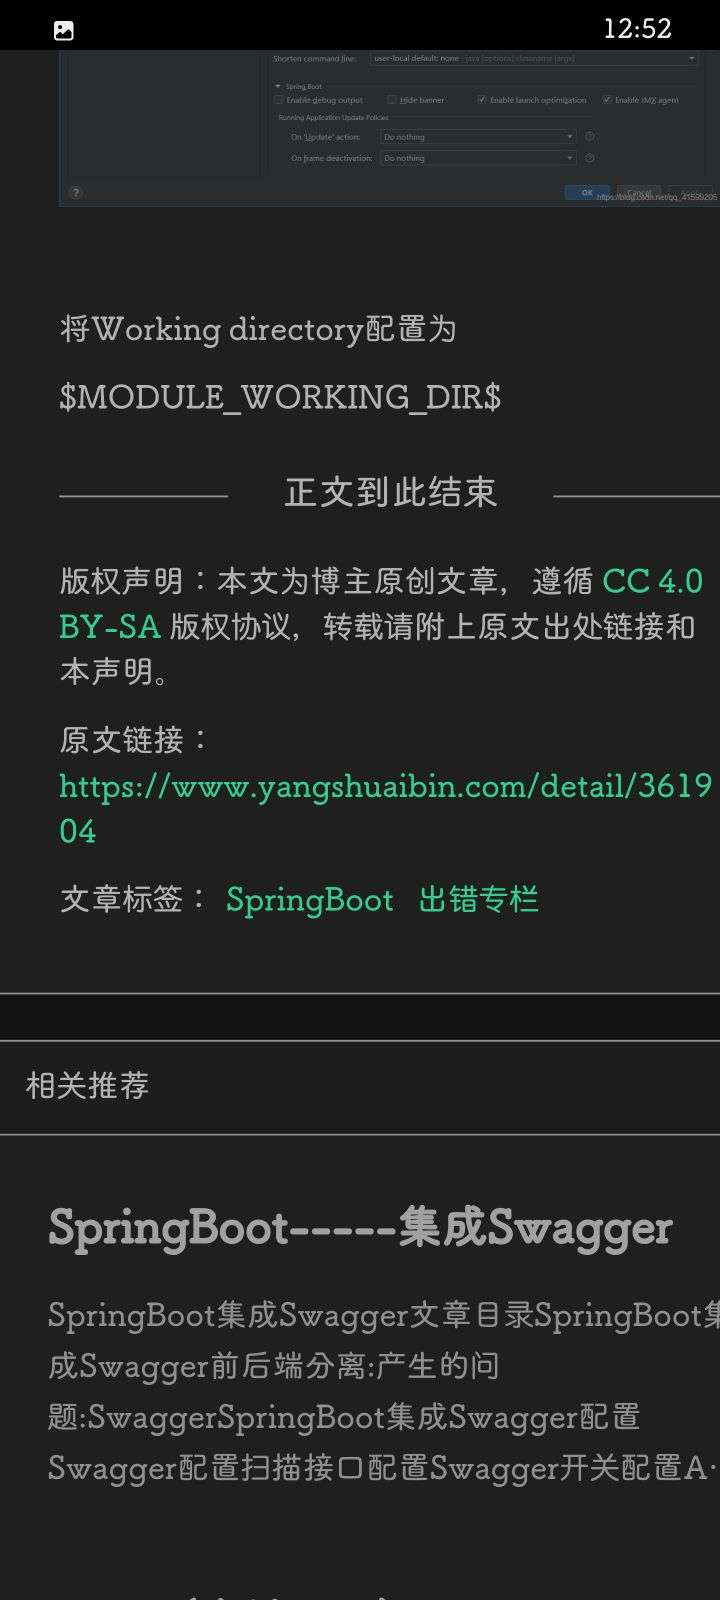 12:52
Shorten command line: user-local default: none - java [options] classname [args]
Spring Boot
Enable debug output Hide banner Enable launch optimization Enable JMX agent
Running Application Update Policies
On 'Update' action: Do nothing ?
On frame deactivation: Do nothing ?
? OK Cancel
https://blog.csdn.net/qq_41599205
将Working directory配置为
$MODULE_WORKING_DIR$
正文到此结束
版权声明：本文为博主原创文章，遵循 CC 4.0
BY-SA 版权协议，转载请附上原文出处链接和
本声明。
原文链接：
https://www.yangshuaibin.com/detail/3619
04
文章标签： SpringBoot 出错专栏
相关推荐
SpringBoot-----集成Swagger
SpringBoot集成Swagger文章目录SpringBoot集
成Swagger前后端分离:产生的问
题:SwaggerSpringBoot集成Swagger配置
Swagger配置扫描接口配置Swagger开关配置A…